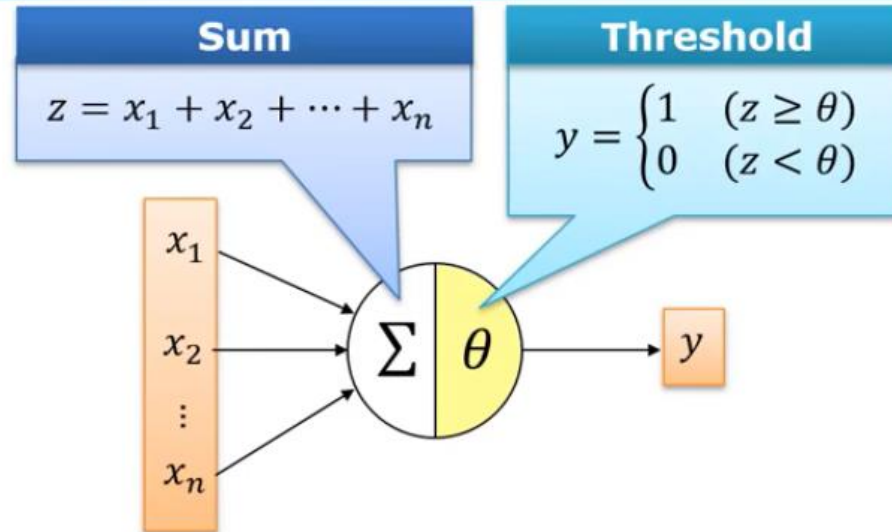 Sum
z = x₁ + x₂ + ⋯ + xₙ
Threshold
y = {1 (z ≥ θ)
0 (z < θ)
x₁
x₂
⋮
xₙ
Σ
θ
y